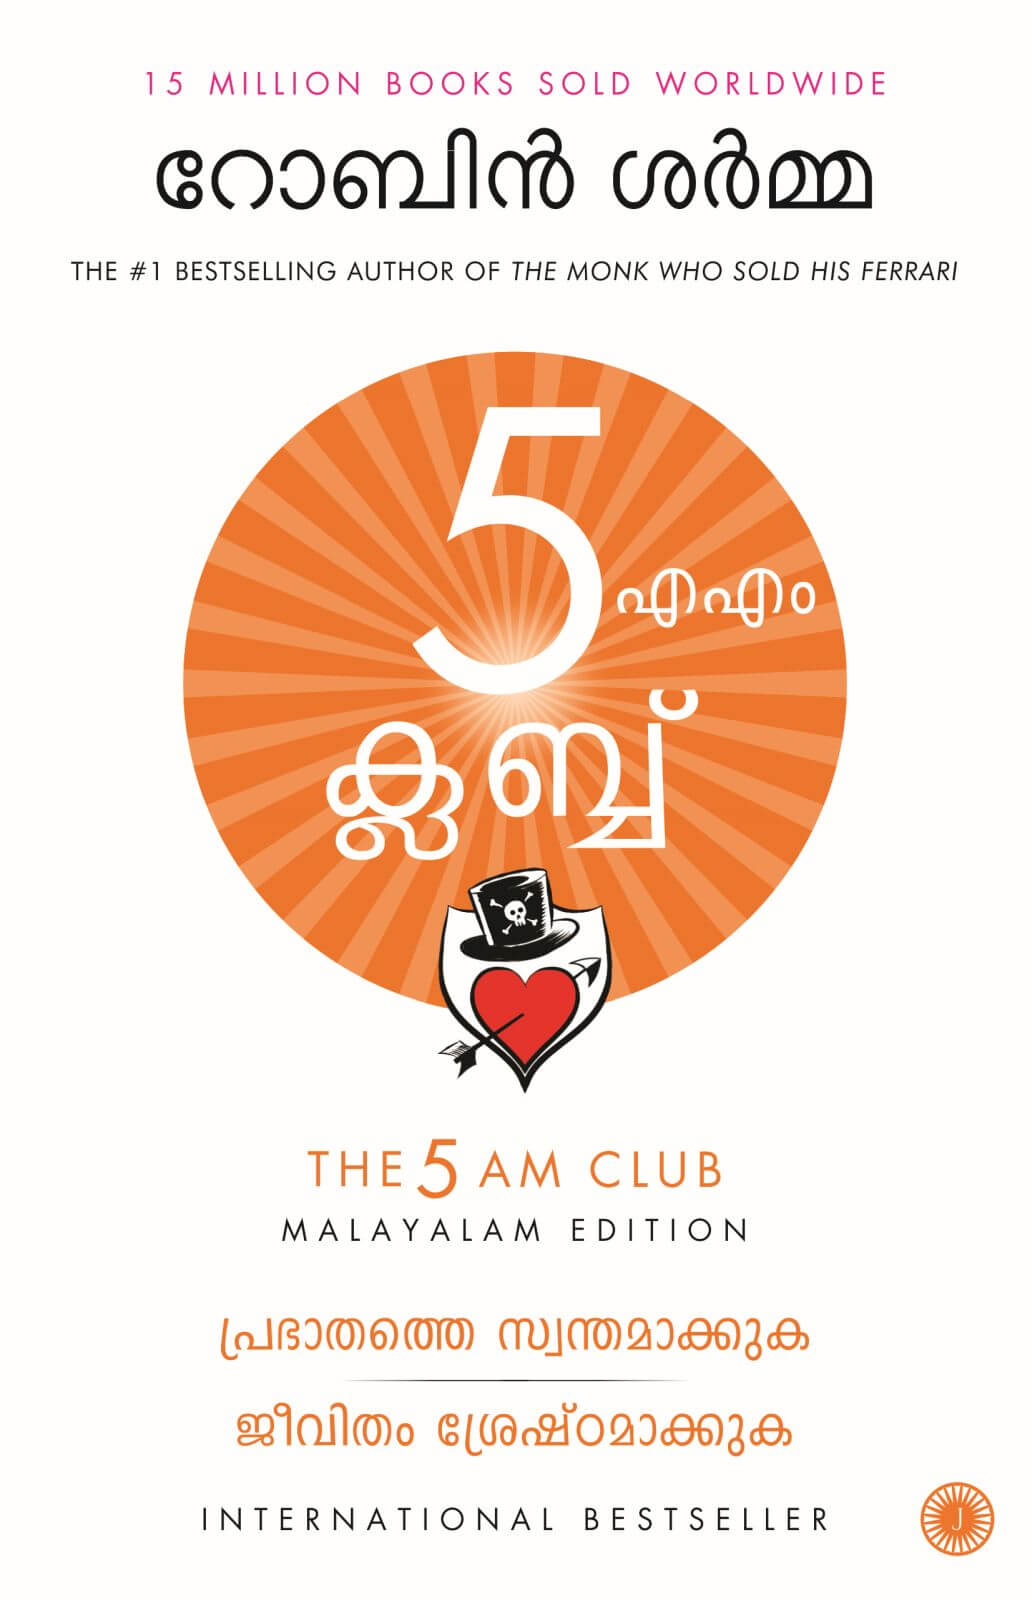 15 MILLION BOOKS SOLD WORLDWIDE
റോബിൻ ശർമ്മ
THE #1 BESTSELLING AUTHOR OF THE MONK WHO SOLD HIS FERRARI
5 എഎം
ക്ലബ്ബ്
THE 5 AM CLUB
MALAYALAM EDITION
പ്രഭാതത്തെ സ്വന്തമാക്കുക
ജീവിതം ശ്രേഷ്ഠമാക്കുക
INTERNATIONAL BESTSELLER
J